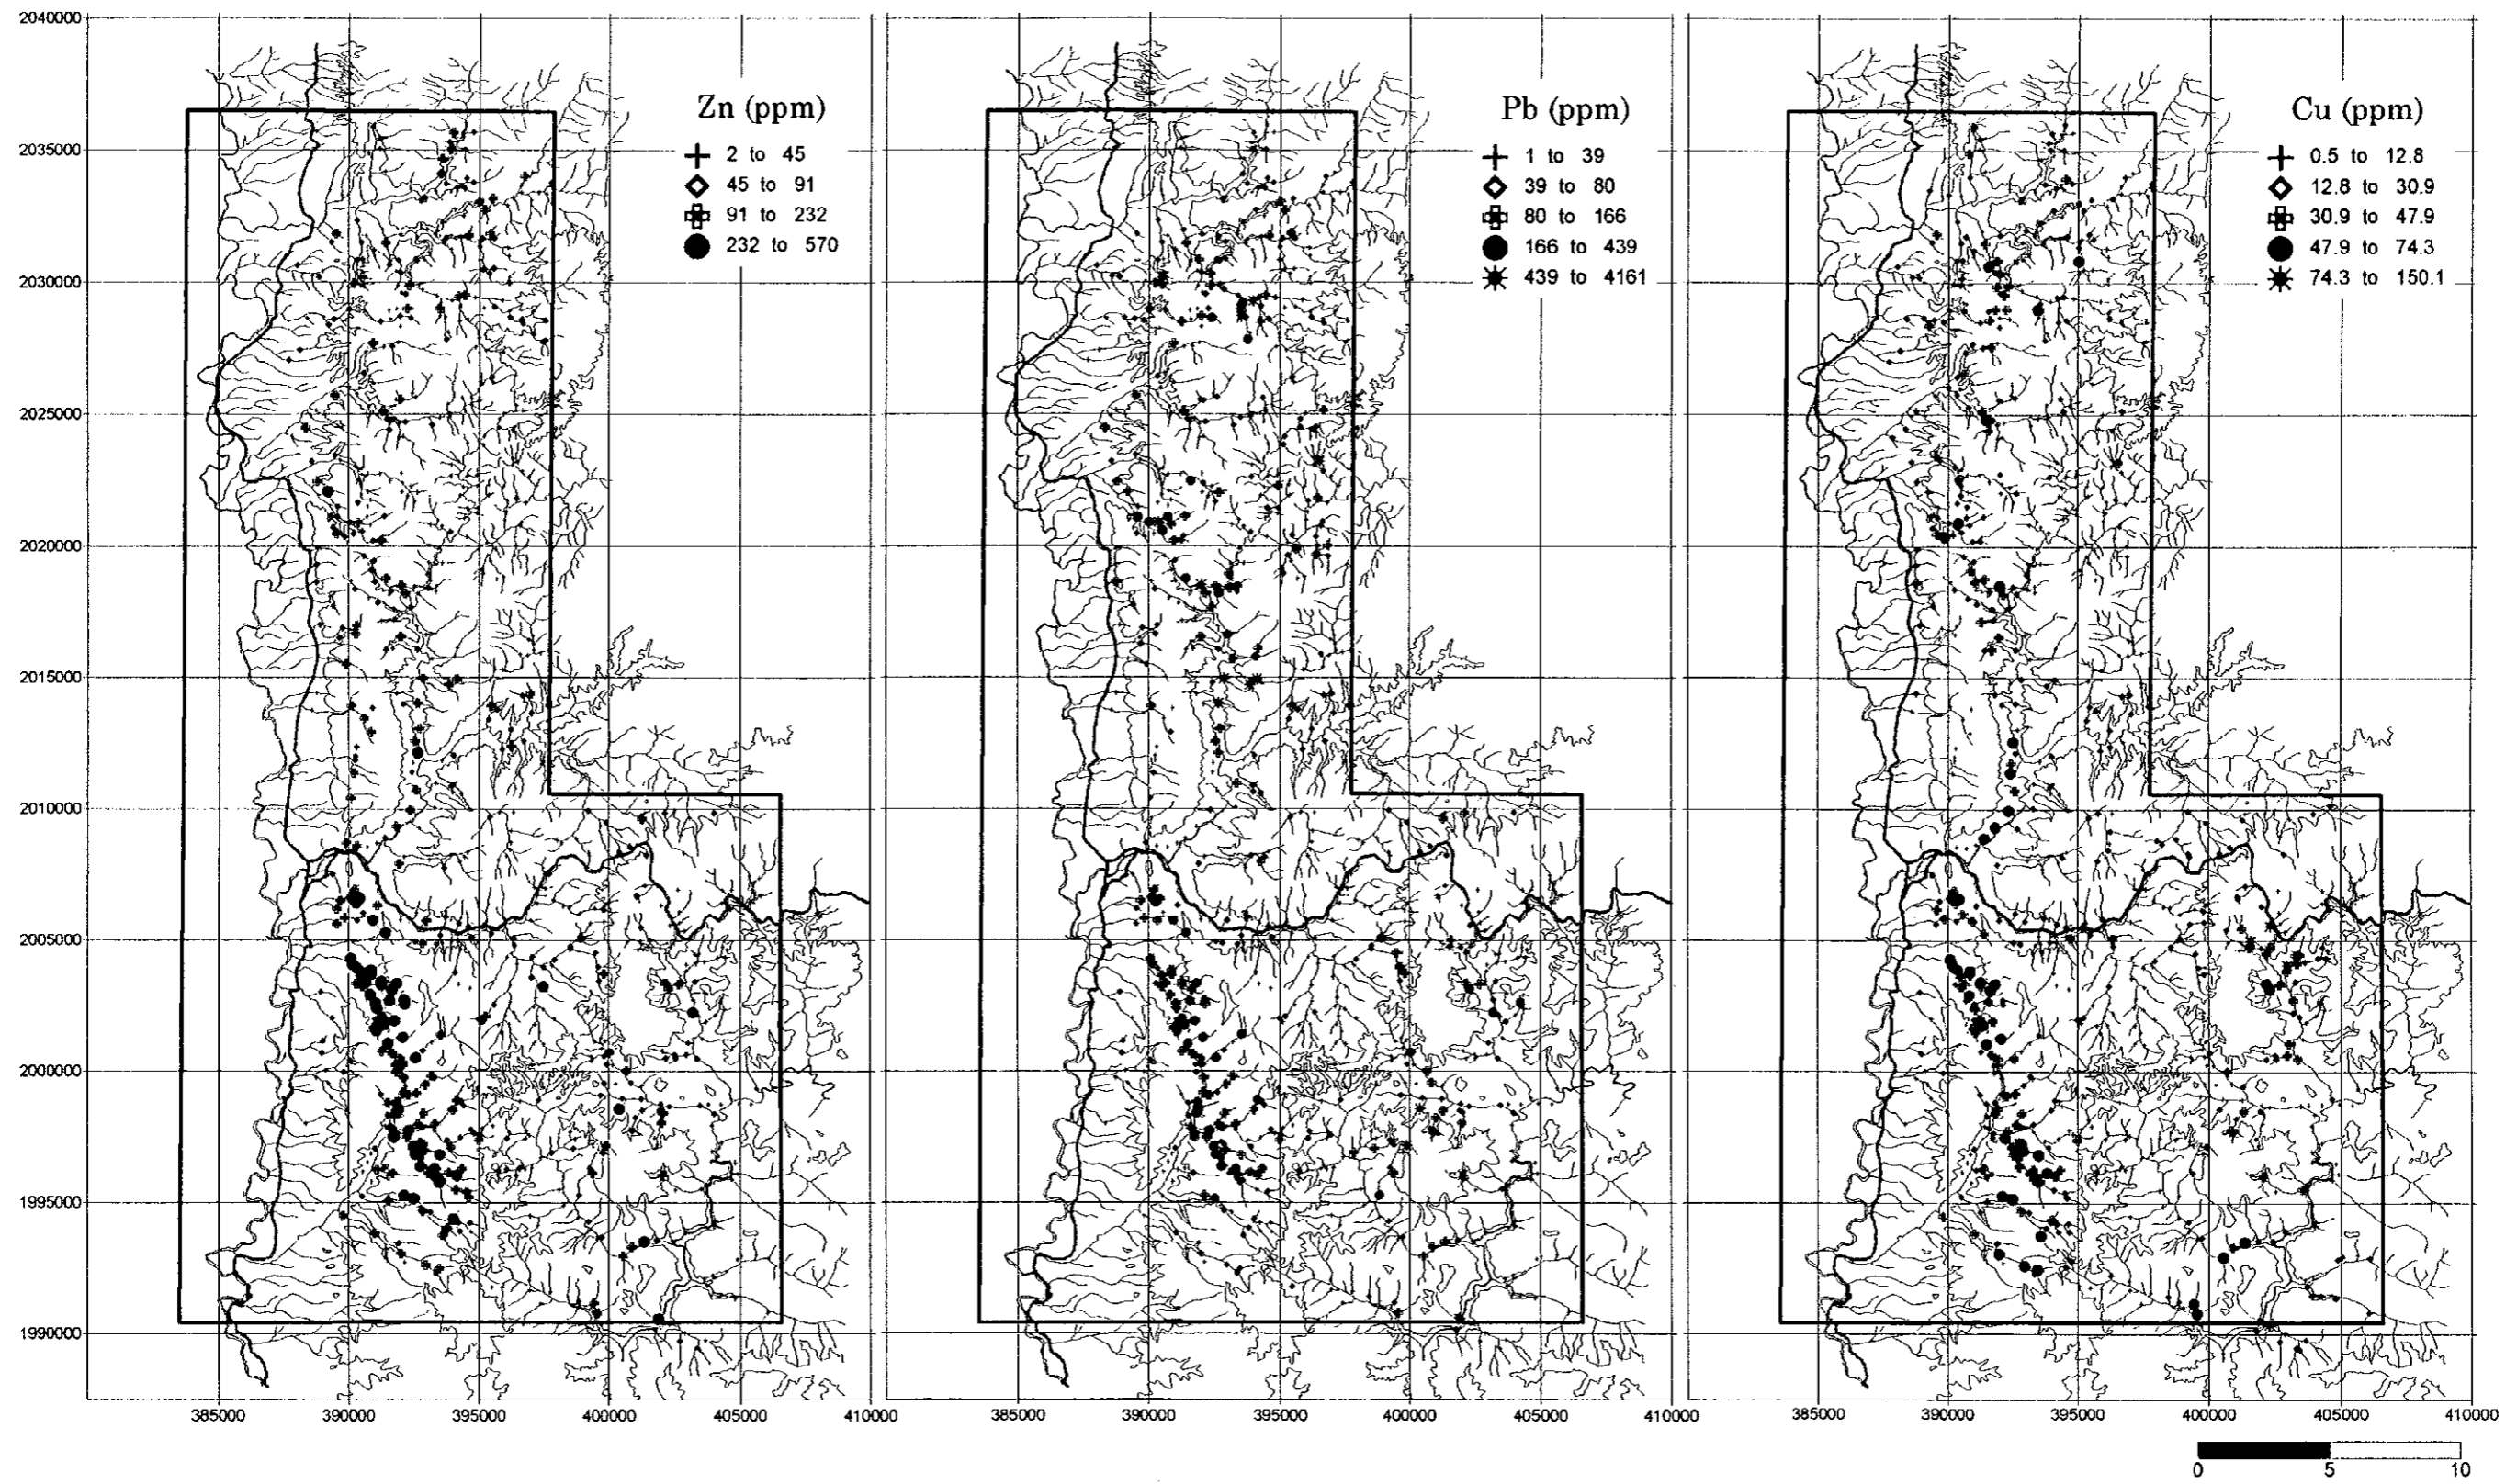 2040000
2035000
2030000
2025000
2020000
2015000
2010000
2005000
2000000
1995000
1990000
Zn (ppm)
2 to 45
45 to 91
91 to 232
232 to 570
385000 390000 395000 400000 405000 410000
Pb (ppm)
1 to 39
39 to 80
80 to 166
166 to 439
439 to 4161
385000 390000 395000 400000 405000 410000
Cu (ppm)
0.5 to 12.8
12.8 to 30.9
30.9 to 47.9
47.9 to 74.3
74.3 to 150.1
385000 390000 395000 400000 405000 410000
0 5 10